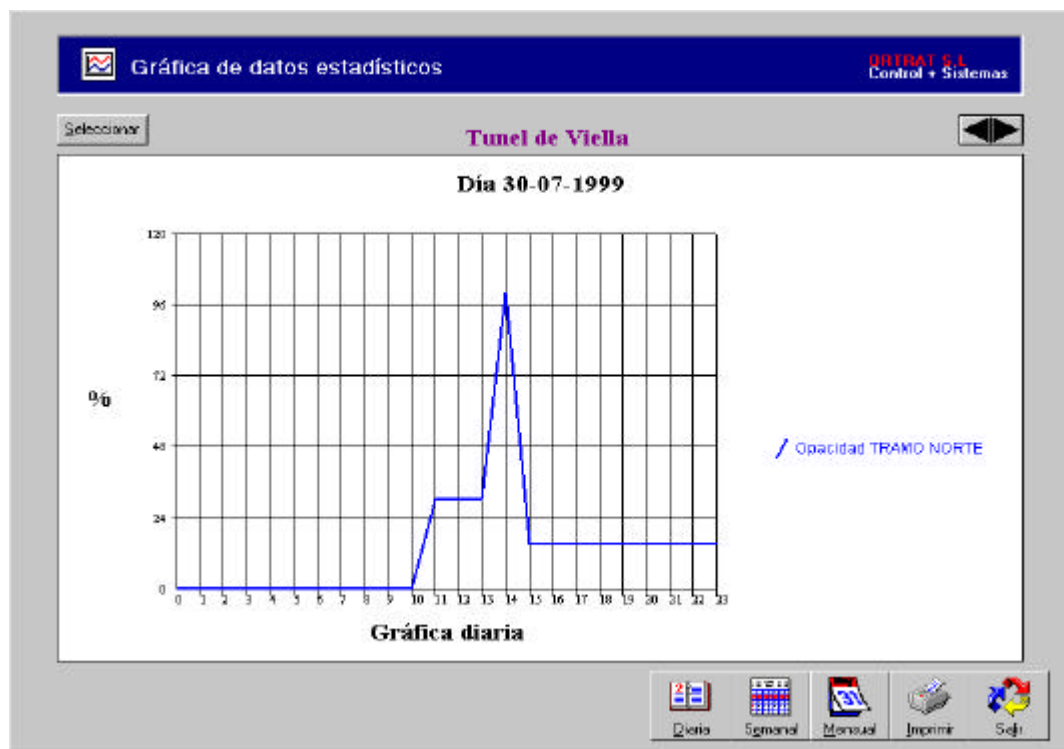 Gráfica de datos estadísticos
QRTRAT S.L
Control + Sistemas
Seleccionar
Tunel de Viella
Día 30-07-1999
120
96
72
%
48
24
0
Opacidad TRAMO NORTE
0 1 2 3 4 5 6 7 8 9 10 11 12 13 14 15 16 17 18 19 20 21 22 23
Gráfica diaria
Diaria
Semanal
Mensual
Imprimir
Salir